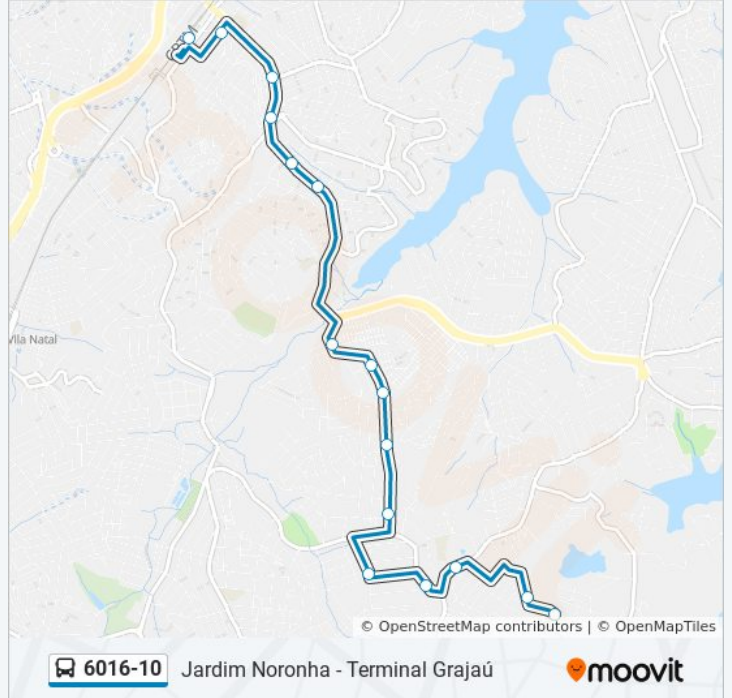 Vila Natal
© OpenStreetMap contributors | © OpenMapTiles
6016-10 Jardim Noronha - Terminal Grajaú moovit